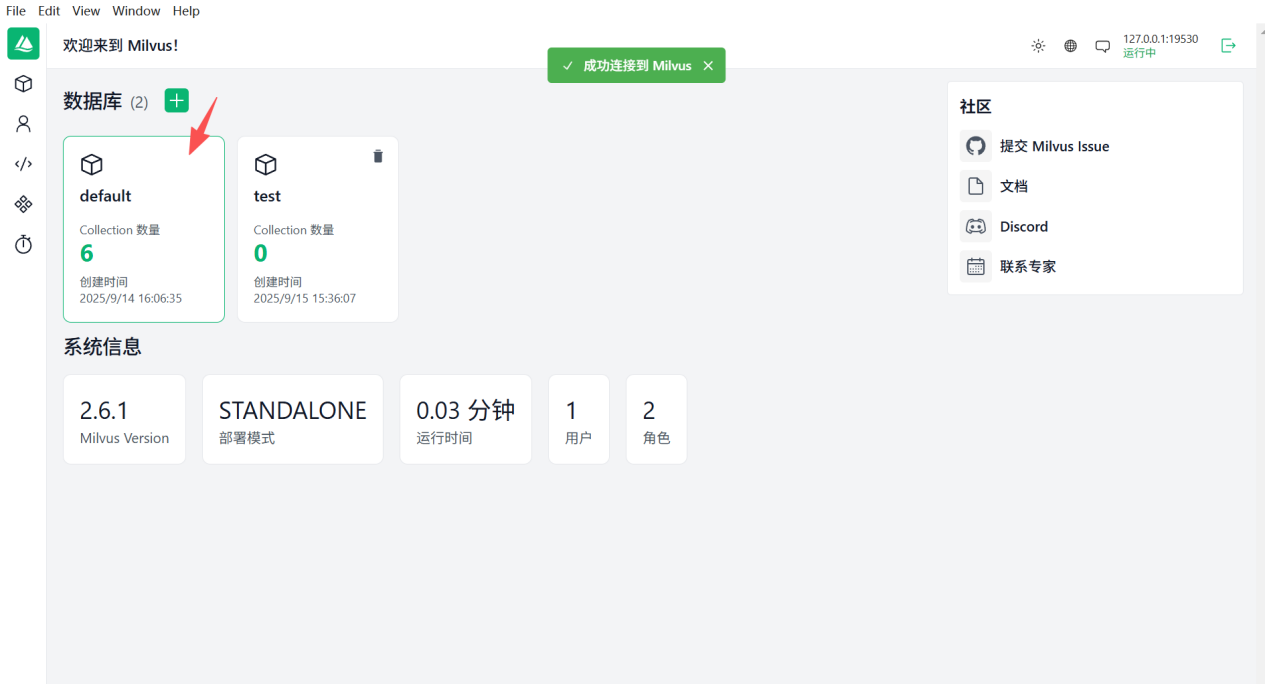 File Edit View Window Help
欢迎来到 Milvus!
127.0.0.1:19530
运行中
成功连接到 Milvus
数据库 (2)
default
Collection 数量
6
创建时间
2025/9/14 16:06:35
test
Collection 数量
0
创建时间
2025/9/15 15:36:07
社区
提交 Milvus Issue
文档
Discord
联系专家
系统信息
2.6.1
Milvus Version
STANDALONE
部署模式
0.03 分钟
运行时间
1
用户
2
角色